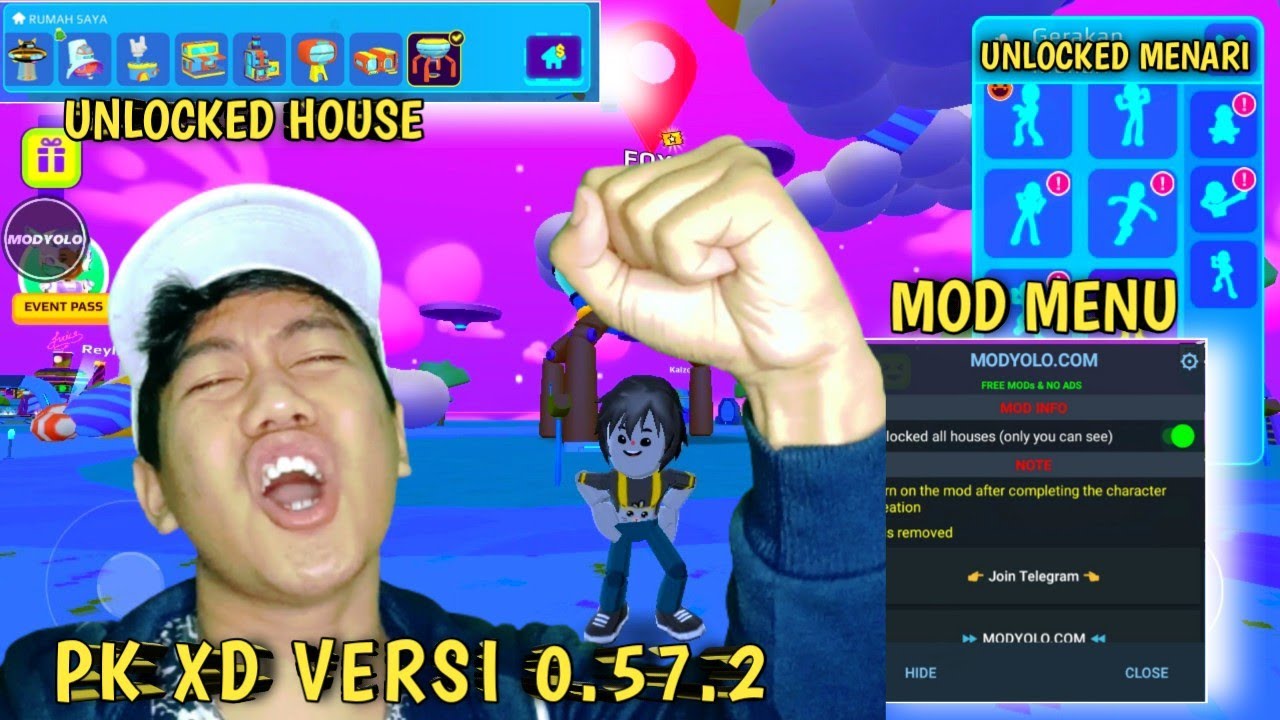 RUMAH SAYA
UNLOCKED HOUSE
Gerakan
UNLOCKED MENARI
MODYOLO
EVENT PASS
MOD MENU
MODYOLO.COM
FREE MODs & NO ADS
MOD INFO
locked all houses (only you can see)
NOTE
rn on the mod after completing the character
eation
s removed
👉 Join Telegram 👈
MODYOLO.COM
HIDE
CLOSE
PK XD VERSI 0.57.2